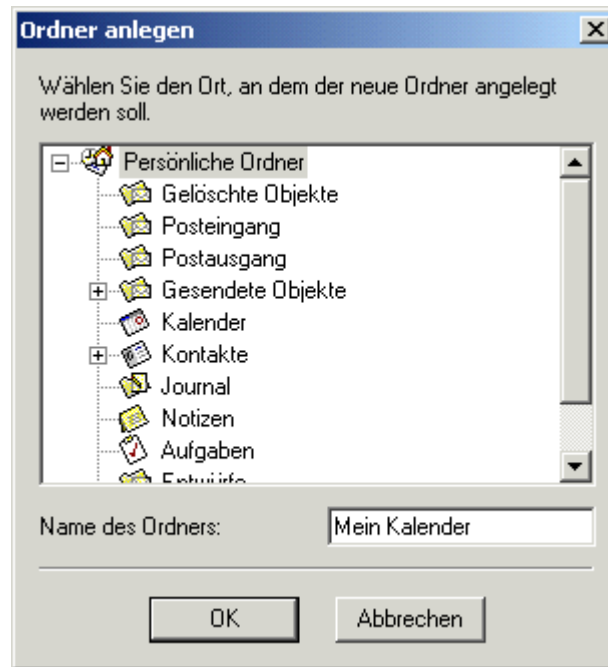 Ordner anlegen
Wählen Sie den Ort, an dem der neue Ordner angelegt
werden soll.
Persönliche Ordner
Gelöschte Objekte
Posteingang
Postausgang
Gesendete Objekte
Kalender
Kontakte
Journal
Notizen
Aufgaben
Entwürfe
Name des Ordners: Mein Kalender
OK Abbrechen